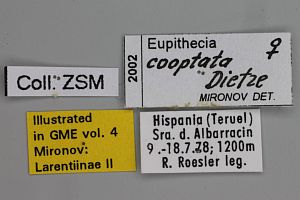 Coll. ZSM
2002
Eupithecia ♀
cooptata
Dietze
MIRONOV DET.
Illustrated
in GME vol. 4
Mironov:
Larentiinae II
Hispania (Teruel)
Sra. d. Albarracin
9.-18.7.78; 1200m
R. Roesler leg.